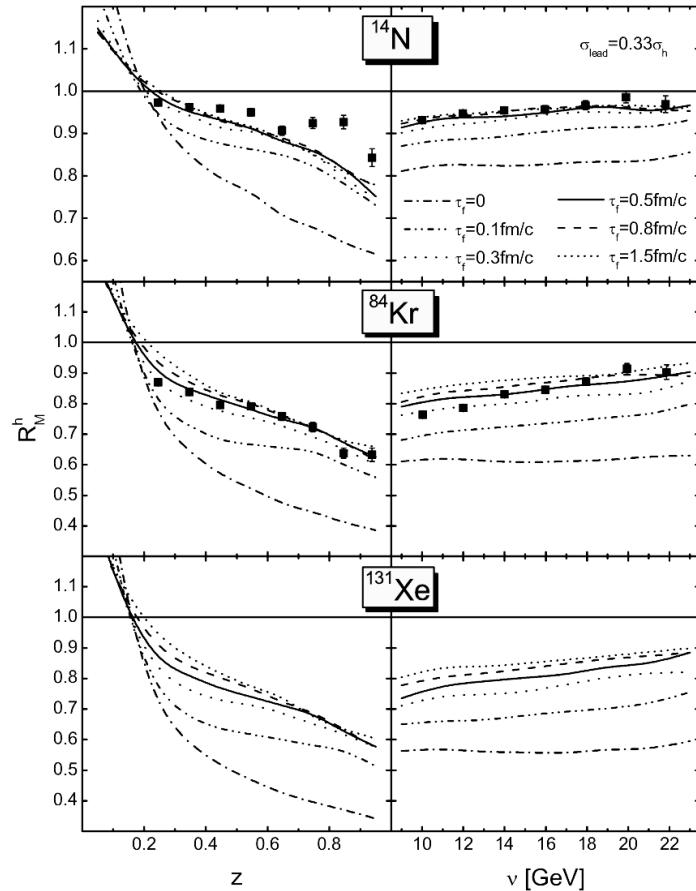 14N
σlead=0.33σh
1.1
1.0
0.9
0.8
0.7
0.6
τf=0
τf=0.5fm/c
τf=0.1fm/c
τf=0.8fm/c
τf=0.3fm/c
τf=1.5fm/c
84Kr
1.1
1.0
0.9
0.8
0.7
0.6
0.5
0.4
RhM
131Xe
1.1
1.0
0.9
0.8
0.7
0.6
0.5
0.4
0.2 0.4 0.6 0.8 10 12 14 16 18 20 22
z ν [GeV]